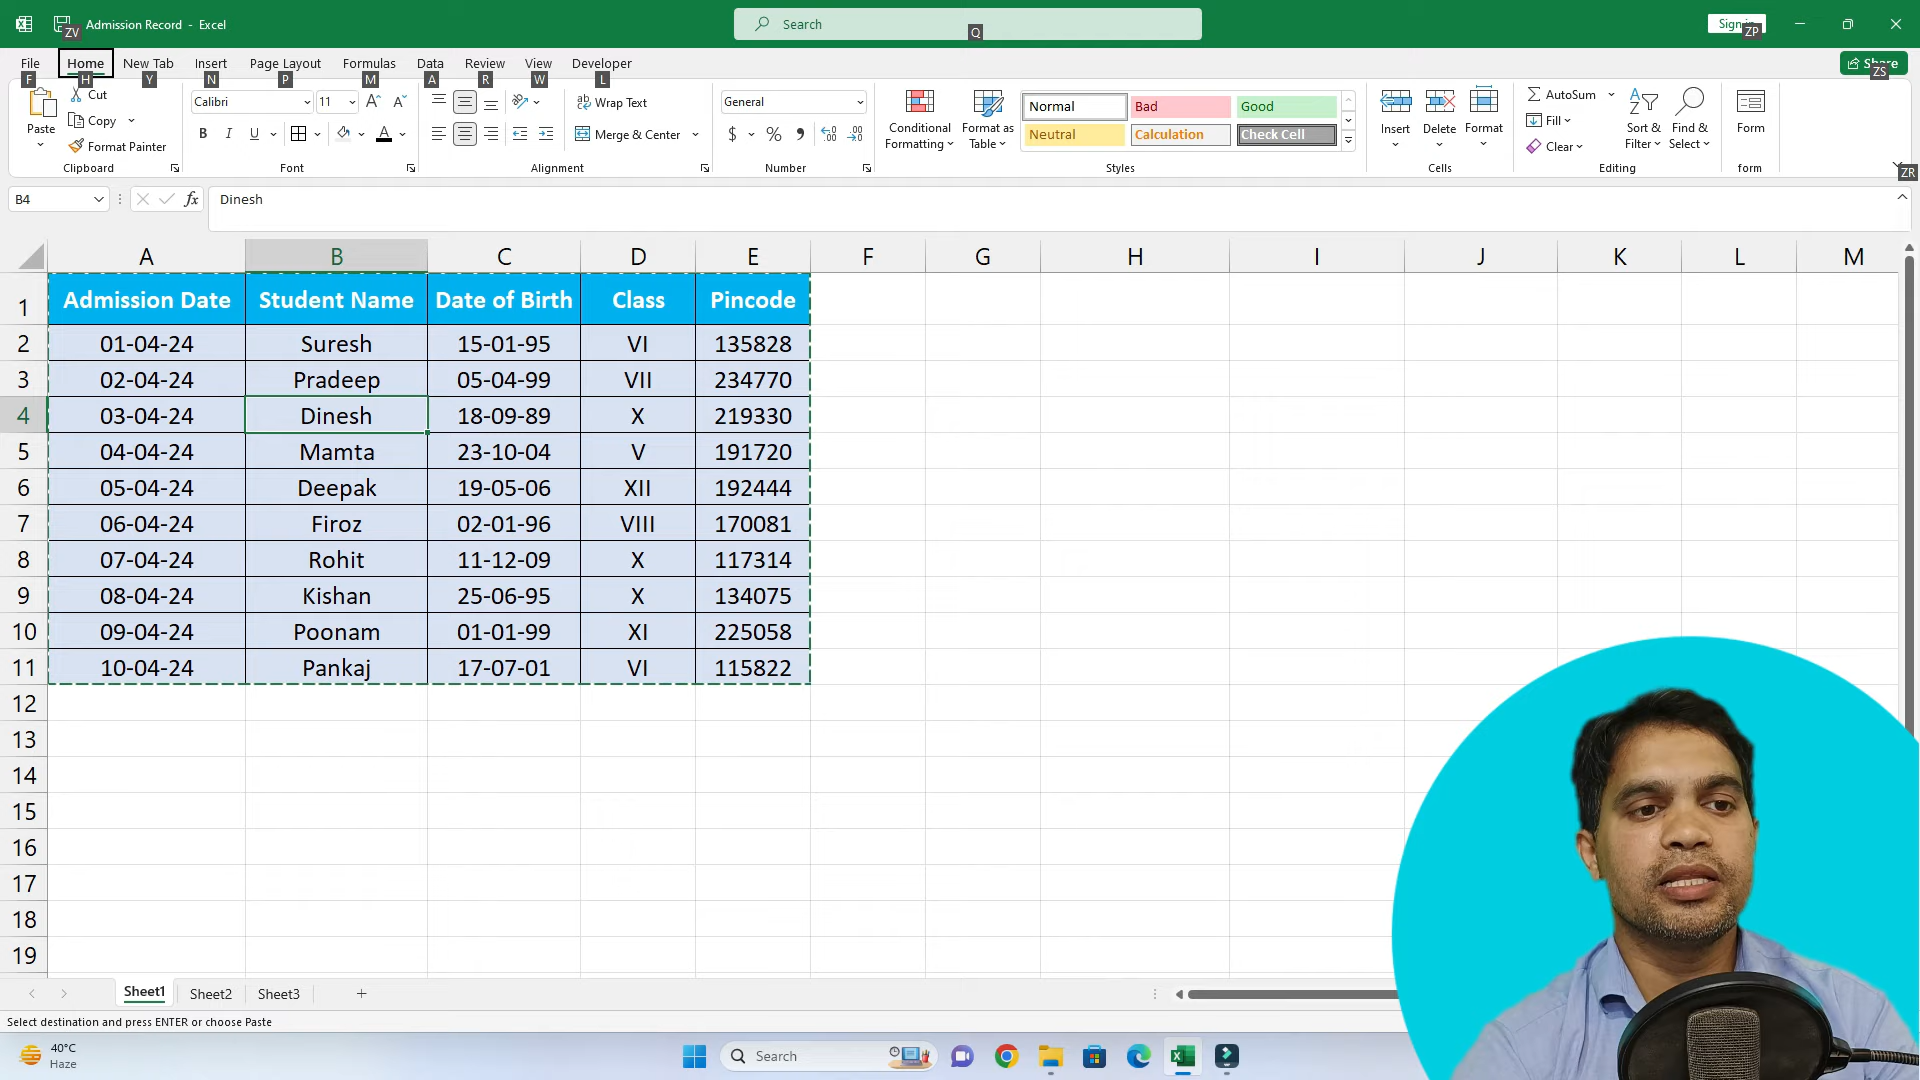 Admission Record - Excel
Search
Sign in
ZV
Q
ZP
File Home New Tab Insert Page Layout Formulas Data Review View Developer Share
F H Y N P M A R W L ZS
Paste
Cut
Copy
Format Painter
Clipboard
Calibri 11
B I U
Font
ab Wrap Text
Merge & Center
Alignment
General
$ % ,
Number
Conditional Formatting
Format as Table
Normal Bad Good
Neutral Calculation Check Cell
Styles
Insert Delete Format
Cells
AutoSum
Fill
Clear
Sort & Filter
Find & Select
Editing
Form
form
ZR
B4 fx Dinesh
A B C D E F G H I J K L M
1 Admission Date Student Name Date of Birth Class Pincode
2 01-04-24 Suresh 15-01-95 VI 135828
3 02-04-24 Pradeep 05-04-99 VII 234770
4 03-04-24 Dinesh 18-09-89 X 219330
5 04-04-24 Mamta 23-10-04 V 191720
6 05-04-24 Deepak 19-05-06 XII 192444
7 06-04-24 Firoz 02-01-96 VIII 170081
8 07-04-24 Rohit 11-12-09 X 117314
9 08-04-24 Kishan 25-06-95 X 134075
10 09-04-24 Poonam 01-01-99 XI 225058
11 10-04-24 Pankaj 17-07-01 VI 115822
12
13
14
15
16
17
18
19
Sheet1 Sheet2 Sheet3
Select destination and press ENTER or choose Paste
40°C
Haze
Search